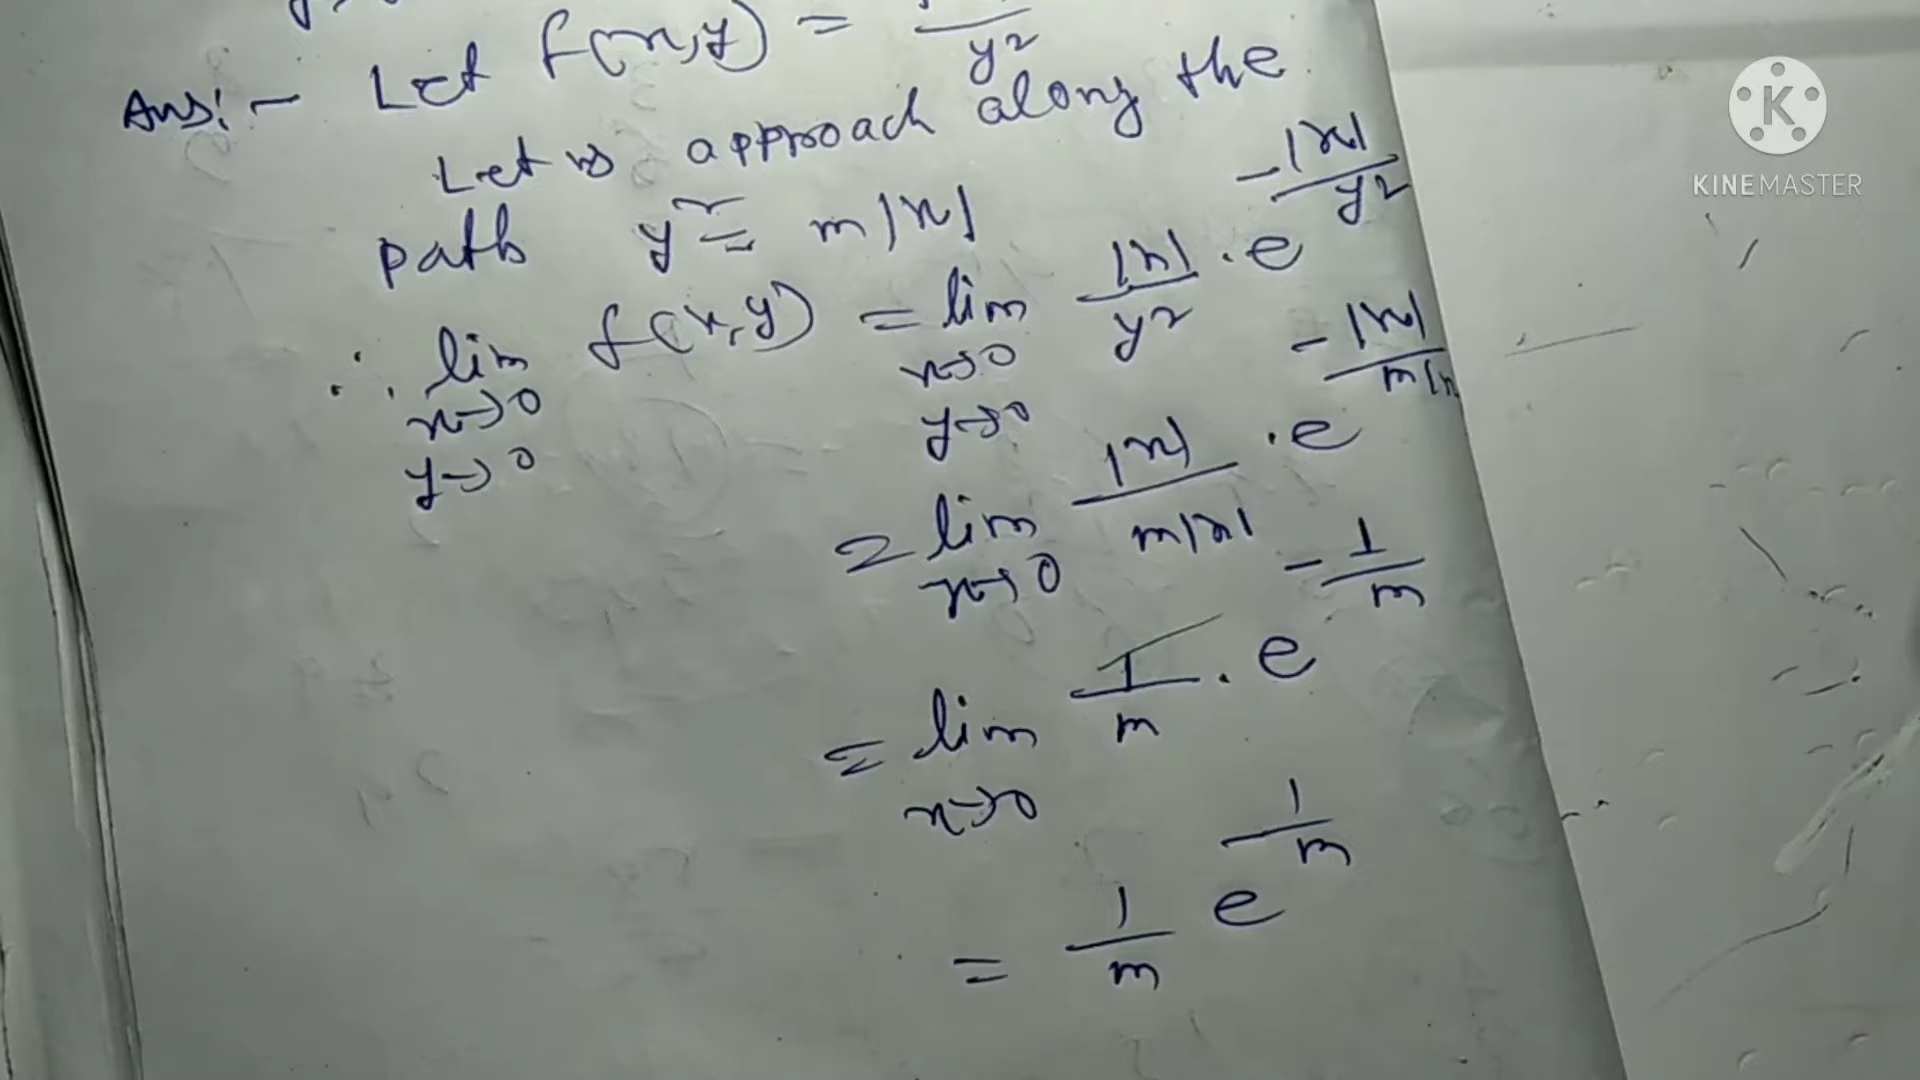 Ans:- Let f(x,y) = / y²
Let us approach along the
path y² = m|x|
∴ lim x→0 y→0 f(x,y) = lim x→0 y→0 |x|/y² . e^(-|x|/y²)
= lim x→0 |x|/m|x| . e^(-|x|/m|x
= lim x→0 1/m . e^(-1/m)
= 1/m e^(1/m)
K
KINEMASTER